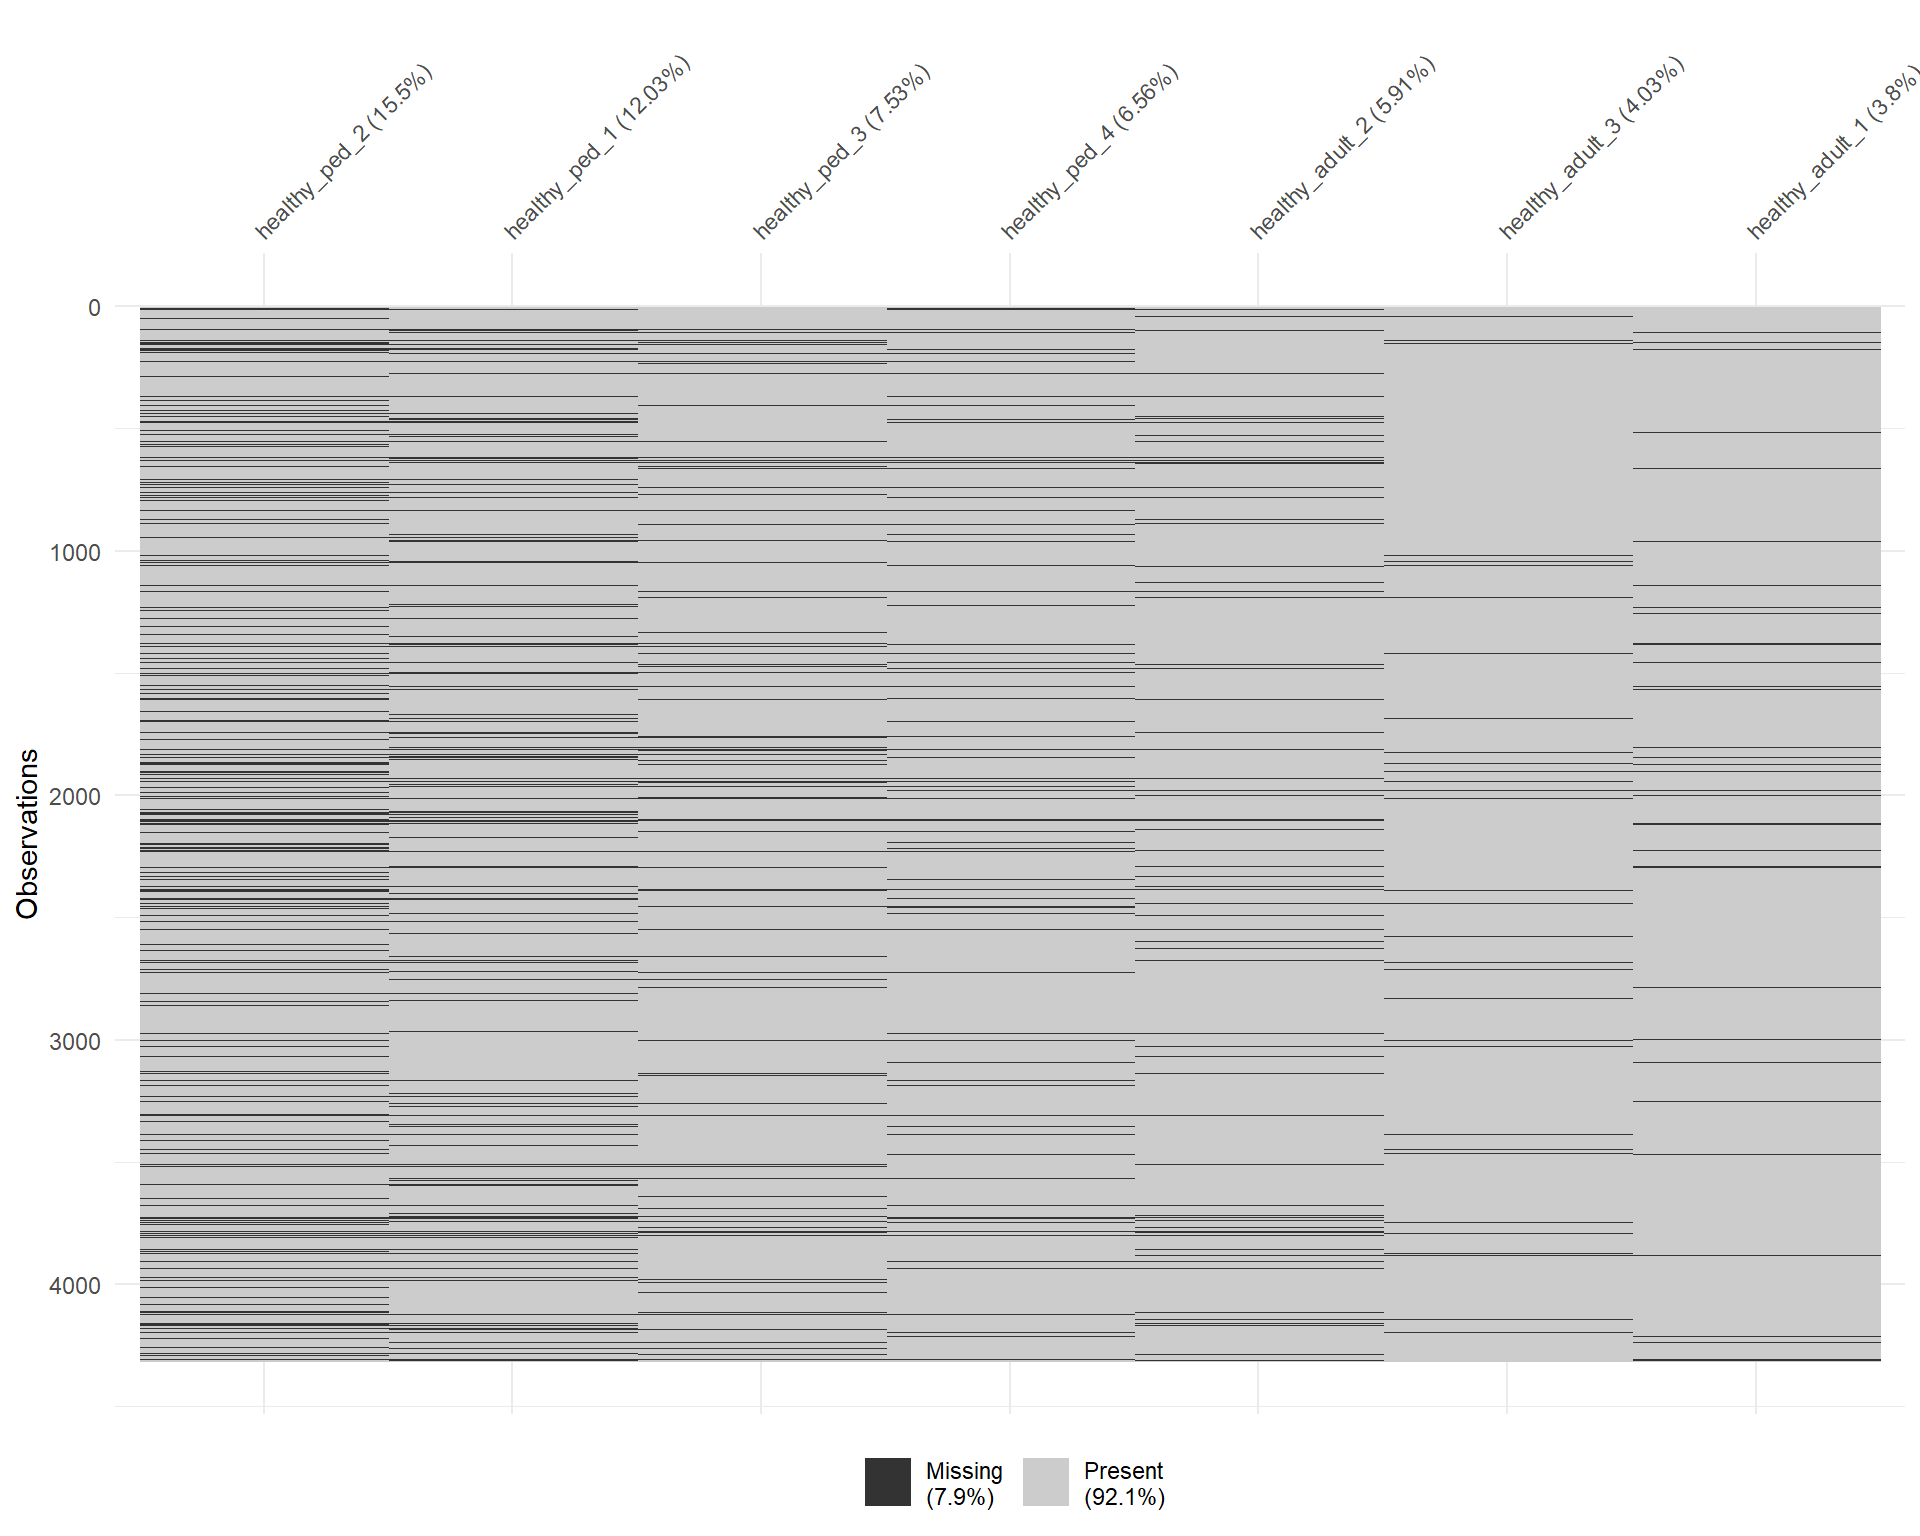 healthy_ped_2 (15.5%)
healthy_ped_1 (12.03%)
healthy_ped_3 (7.53%)
healthy_ped_4 (6.56%)
healthy_adult_2 (5.91%)
healthy_adult_3 (4.03%)
healthy_adult_1 (3.8%)
0
1000
2000
3000
4000
Observations
Missing
(7.9%)
Present
(92.1%)